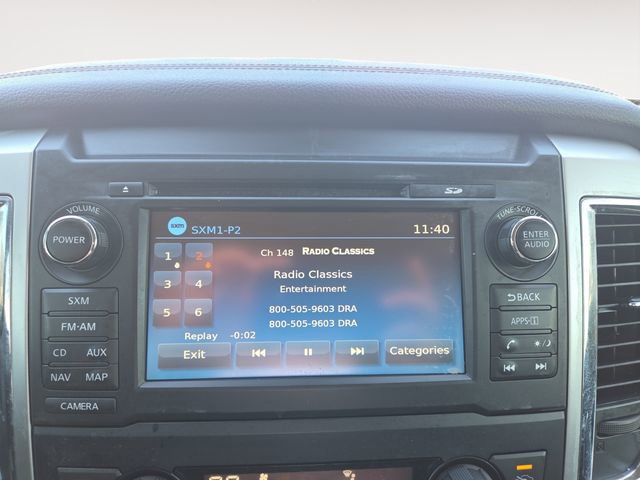 VOLUME
POWER
SXM
FM·AM
CD AUX
NAV MAP
CAMERA
SD
sxm SXM1-P2 11:40
1 2
3 4
5 6
Ch 148 RADIO CLASSICS
Radio Classics
Entertainment
800-505-9603 DRA
800-505-9603 DRA
Replay -0:02
Exit
Categories
TUNE·SCROLL
ENTER
AUDIO
BACK
APPS·i